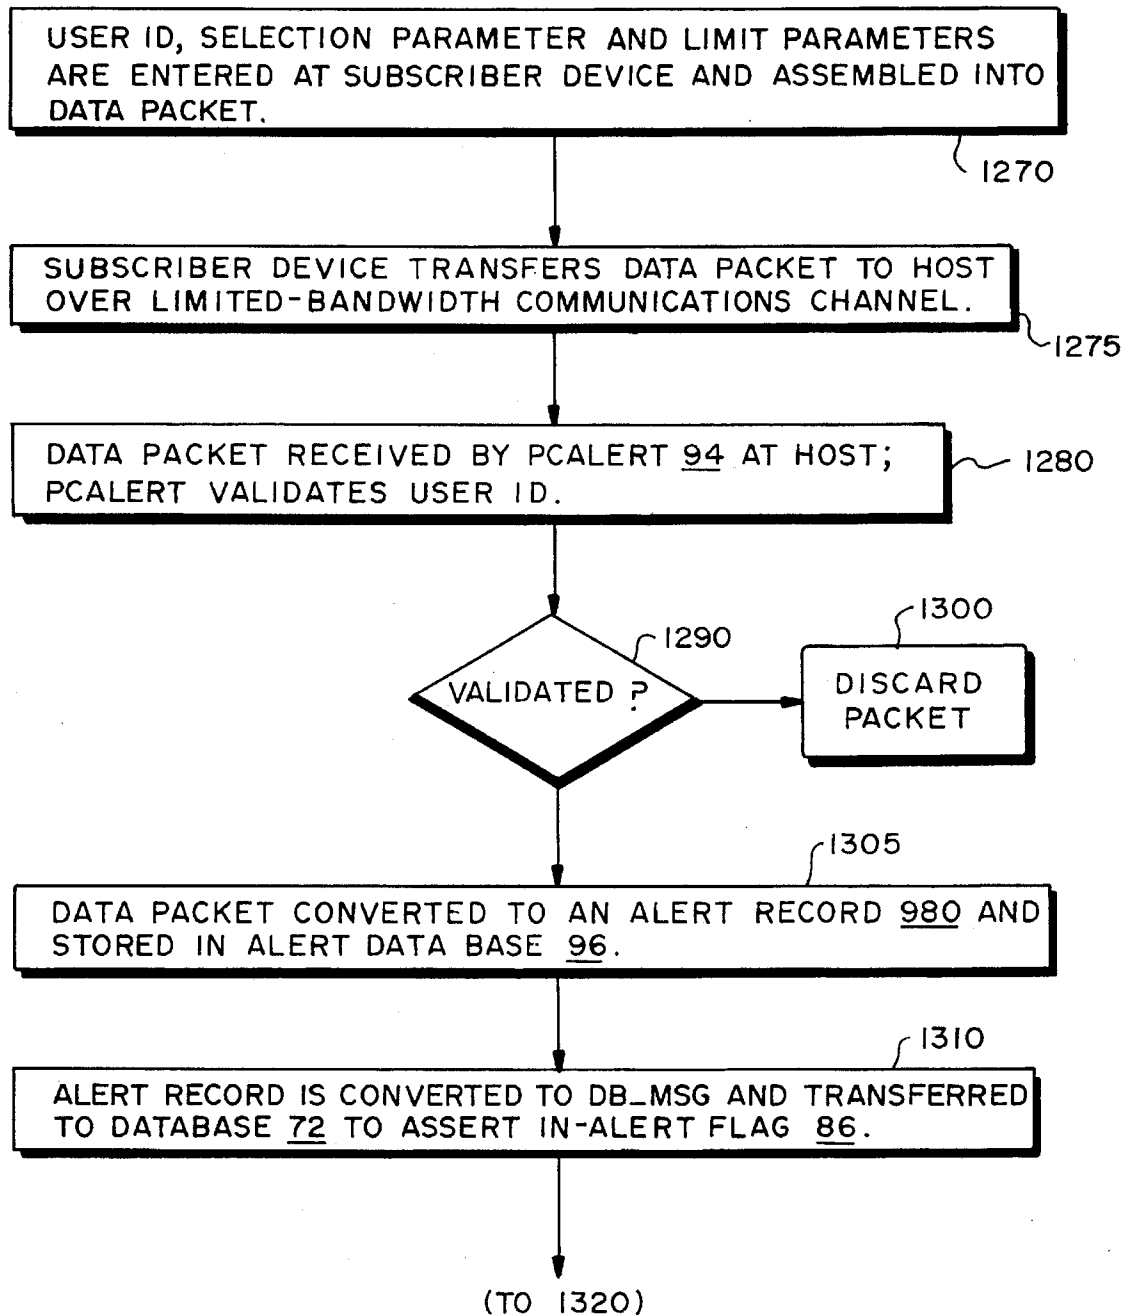 USER ID, SELECTION PARAMETER AND LIMIT PARAMETERS
ARE ENTERED AT SUBSCRIBER DEVICE AND ASSEMBLED INTO
DATA PACKET.
1270
SUBSCRIBER DEVICE TRANSFERS DATA PACKET TO HOST
OVER LIMITED-BANDWIDTH COMMUNICATIONS CHANNEL.
1275
DATA PACKET RECEIVED BY PCALERT 94 AT HOST;
PCALERT VALIDATES USER ID.
1280
1290
VALIDATED ?
1300
DISCARD
PACKET
1305
DATA PACKET CONVERTED TO AN ALERT RECORD 980 AND
STORED IN ALERT DATA BASE 96.
1310
ALERT RECORD IS CONVERTED TO DB_MSG AND TRANSFERRED
TO DATABASE 72 TO ASSERT IN-ALERT FLAG 86.
(TO 1320)